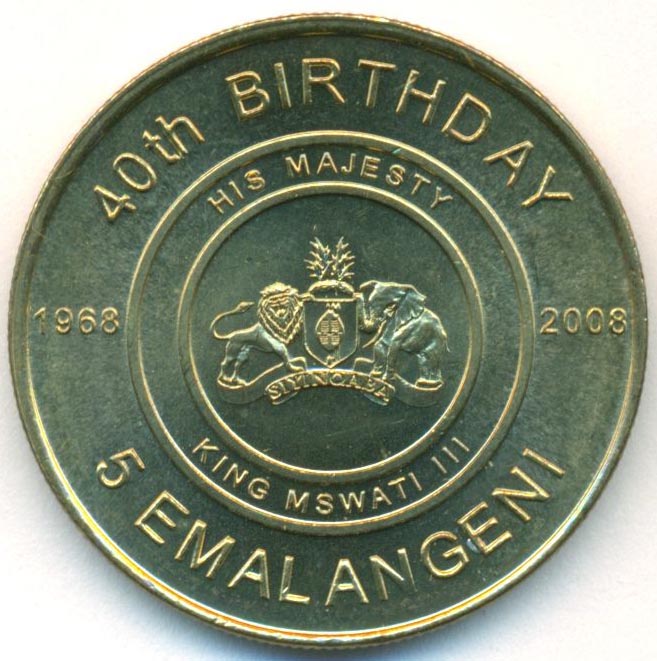 40th BIRTHDAY
HIS MAJESTY
1968
2008
SIYINQABA
KING MSWATI III
5 EMALANGENI